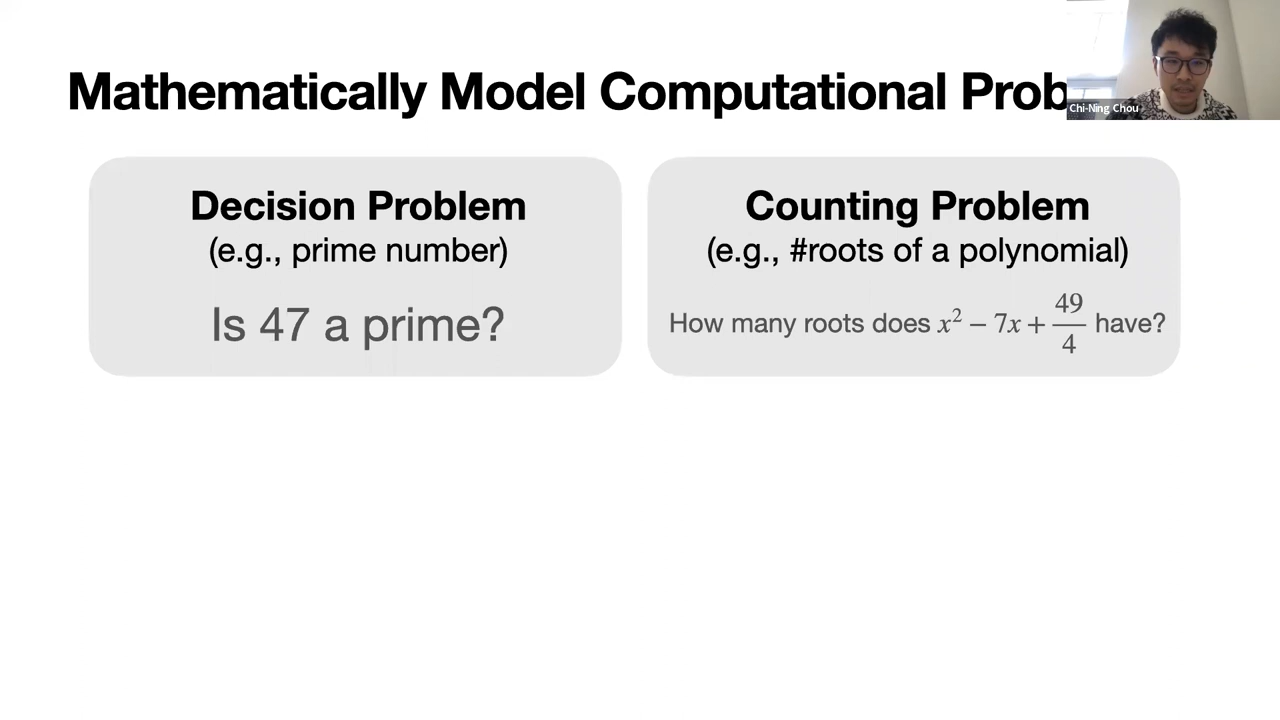 Mathematically Model Computational Prob
Chi-Ning Chou
Decision Problem
(e.g., prime number)
Is 47 a prime?
Counting Problem
(e.g., #roots of a polynomial)
How many roots does x² − 7x + 49/4 have?